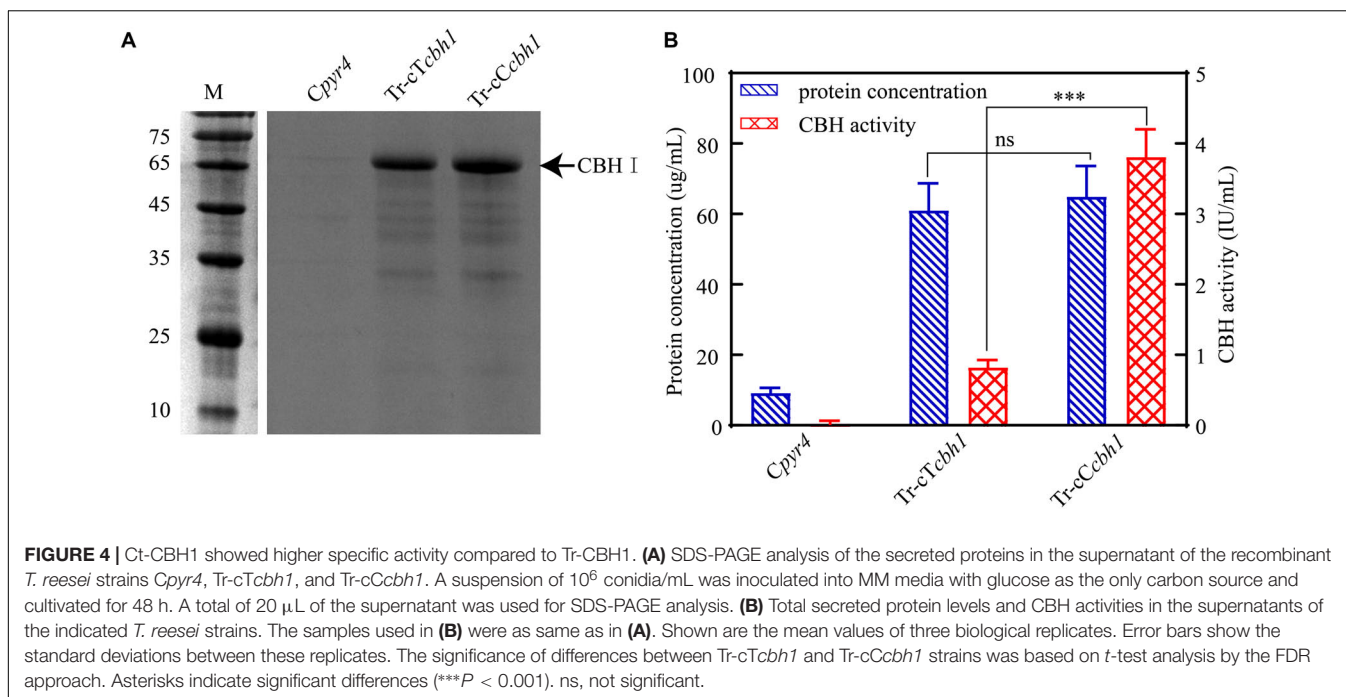 A
M
Cpyr4
Tr-cTcbh1
Tr-cCcbh1
75
65
45
35
25
10
CBH I
B
protein concentration
CBH activity
***
ns
Protein concentration (ug/mL)
100
80
60
40
20
0
CBH activity (IU/mL)
5
4
3
2
1
0
Cpyr4
Tr-cTcbh1
Tr-cCcbh1
FIGURE 4 | Ct-CBH1 showed higher specific activity compared to Tr-CBH1. (A) SDS-PAGE analysis of the secreted proteins in the supernatant of the recombinant
T. reesei strains Cpyr4, Tr-cTcbh1, and Tr-cCcbh1. A suspension of 10⁶ conidia/mL was inoculated into MM media with glucose as the only carbon source and
cultivated for 48 h. A total of 20 μL of the supernatant was used for SDS-PAGE analysis. (B) Total secreted protein levels and CBH activities in the supernatants of
the indicated T. reesei strains. The samples used in (B) were as same as in (A). Shown are the mean values of three biological replicates. Error bars show the
standard deviations between these replicates. The significance of differences between Tr-cTcbh1 and Tr-cCcbh1 strains was based on t-test analysis by the FDR
approach. Asterisks indicate significant differences (***P < 0.001). ns, not significant.